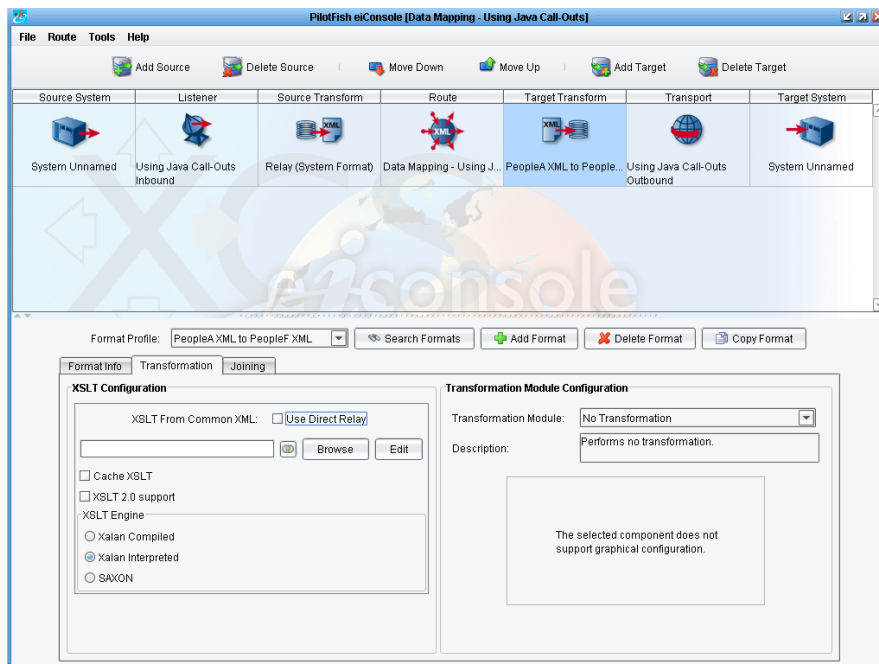 PilotFish eiConsole [Data Mapping - Using Java Call-Outs]
File Route Tools Help
Add Source Delete Source Move Down Move Up Add Target Delete Target
Source System Listener Source Transform Route Target Transform Transport Target System
XML XML XML
System Unnamed Using Java Call-Outs Inbound Relay (System Format) Data Mapping - Using J... PeopleA XML to People... Using Java Call-Outs Outbound System Unnamed
XCS
eiconsole
Format Profile: PeopleA XML to PeopleF XML Search Formats Add Format Delete Format Copy Format
Format Info Transformation Joining
XSLT Configuration
XSLT From Common XML: Use Direct Relay
Browse Edit
Cache XSLT
XSLT 2.0 support
XSLT Engine
Xalan Compiled
Xalan Interpreted
SAXON
Transformation Module Configuration
Transformation Module: No Transformation
Description: Performs no transformation.
The selected component does not
support graphical configuration.